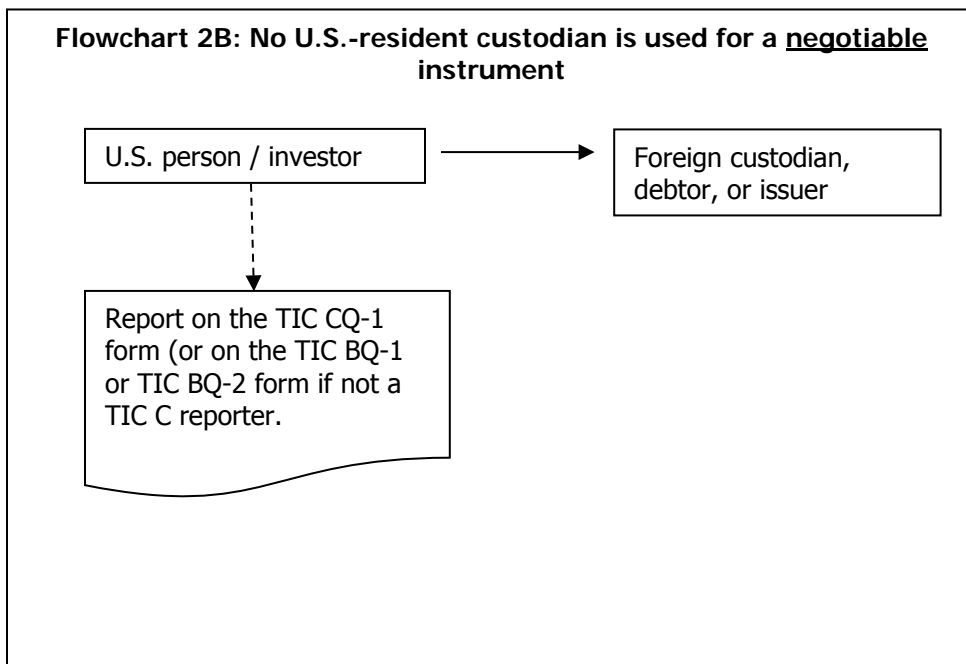 Flowchart 2B: No U.S.-resident custodian is used for a negotiable
instrument
U.S. person / investor
Foreign custodian,
debtor, or issuer
Report on the TIC CQ-1
form (or on the TIC BQ-1
or TIC BQ-2 form if not a
TIC C reporter.